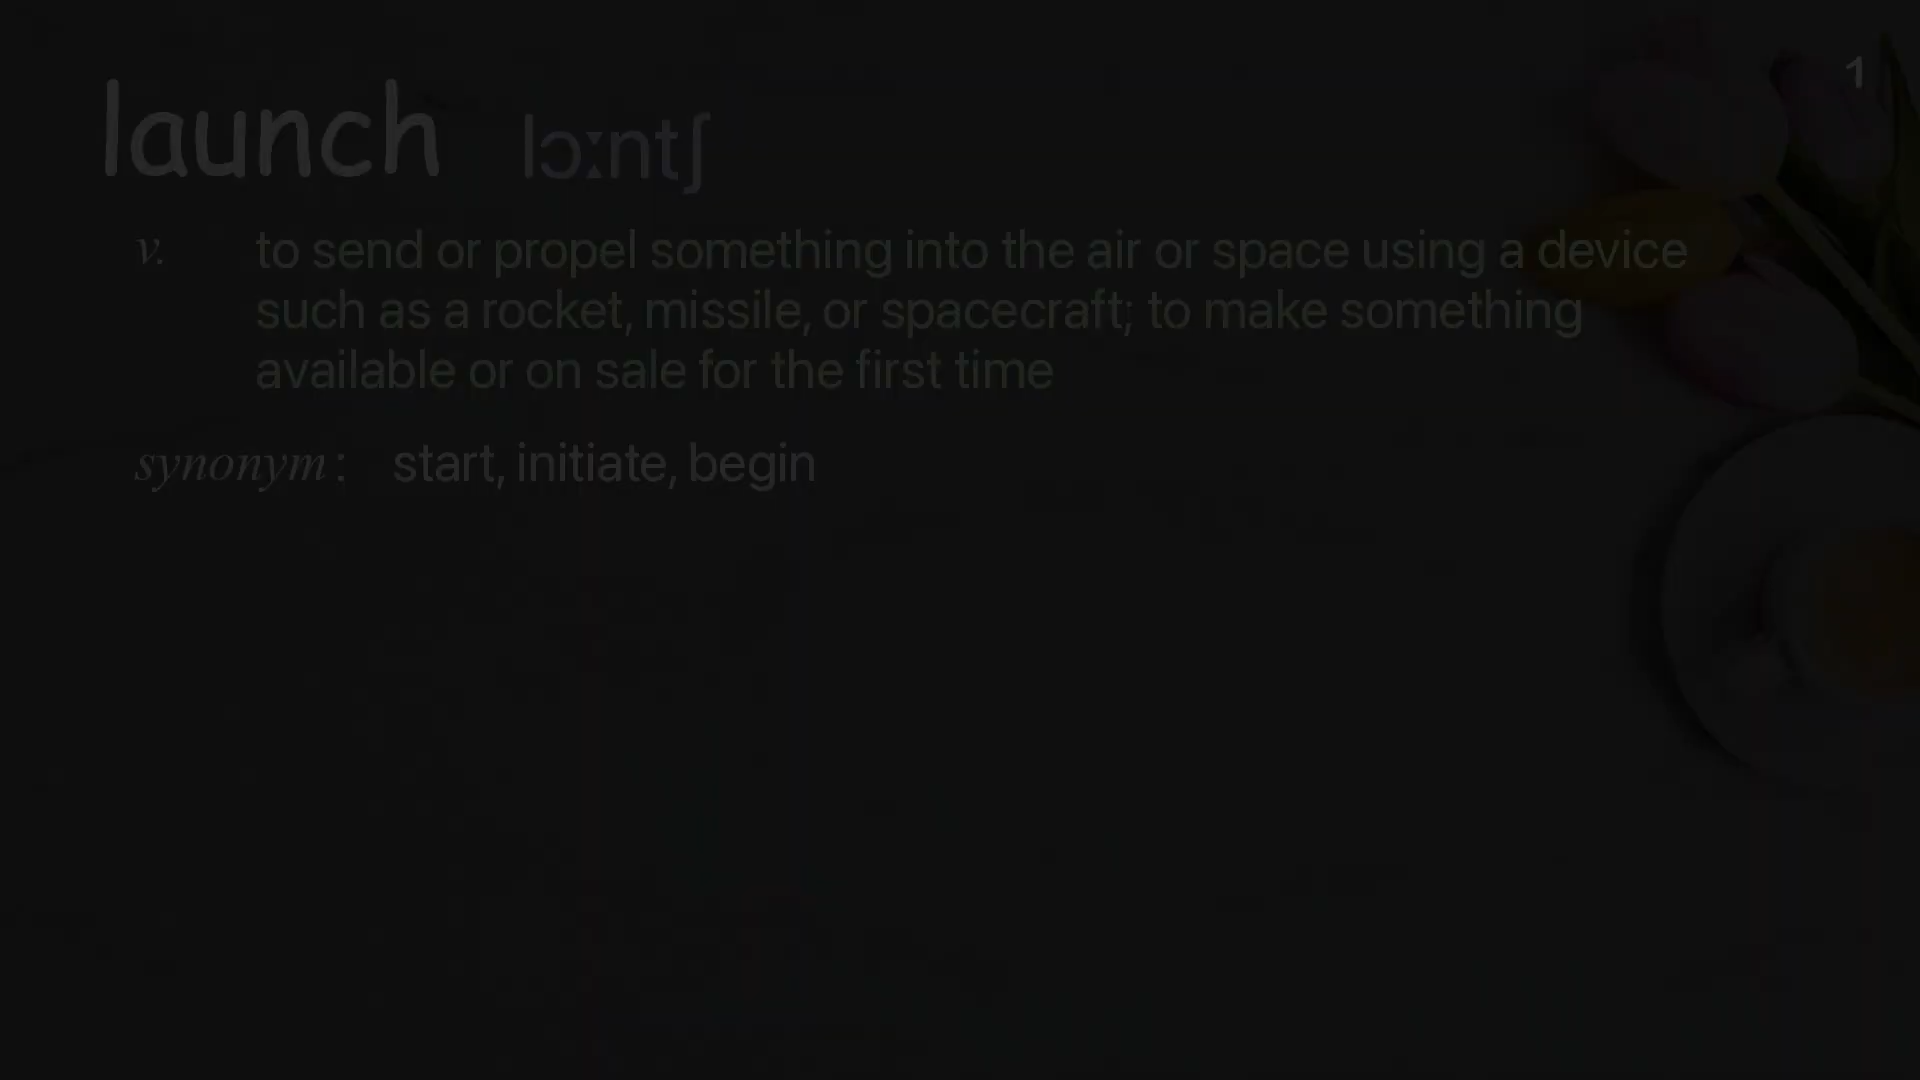 1
launch lɔːntʃ
v. to send or propel something into the air or space using a device
such as a rocket, missile, or spacecraft; to make something
available or on sale for the first time
synonym : start, initiate, begin